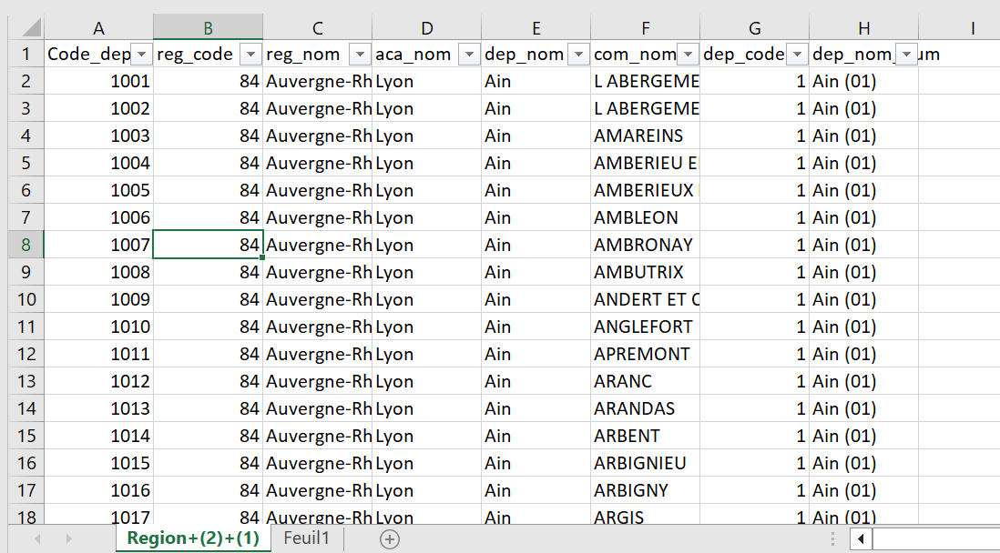 A B C D E F G H I
1 Code_dep reg_code reg_nom aca_nom dep_nom com_nom dep_code dep_nom_um
2 1001 84 Auvergne-Rh Lyon Ain L ABERGEME 1 Ain (01)
3 1002 84 Auvergne-Rh Lyon Ain L ABERGEME 1 Ain (01)
4 1003 84 Auvergne-Rh Lyon Ain AMAREINS 1 Ain (01)
5 1004 84 Auvergne-Rh Lyon Ain AMBERIEU E 1 Ain (01)
6 1005 84 Auvergne-Rh Lyon Ain AMBERIEUX 1 Ain (01)
7 1006 84 Auvergne-Rh Lyon Ain AMBLEON 1 Ain (01)
8 1007 84 Auvergne-Rh Lyon Ain AMBRONAY 1 Ain (01)
9 1008 84 Auvergne-Rh Lyon Ain AMBUTRIX 1 Ain (01)
10 1009 84 Auvergne-Rh Lyon Ain ANDERT ET C 1 Ain (01)
11 1010 84 Auvergne-Rh Lyon Ain ANGLEFORT 1 Ain (01)
12 1011 84 Auvergne-Rh Lyon Ain APREMONT 1 Ain (01)
13 1012 84 Auvergne-Rh Lyon Ain ARANC 1 Ain (01)
14 1013 84 Auvergne-Rh Lyon Ain ARANDAS 1 Ain (01)
15 1014 84 Auvergne-Rh Lyon Ain ARBENT 1 Ain (01)
16 1015 84 Auvergne-Rh Lyon Ain ARBIGNIEU 1 Ain (01)
17 1016 84 Auvergne-Rh Lyon Ain ARBIGNY 1 Ain (01)
18 1017 84 Auvergne-Rh Lyon Ain ARGIS 1 Ain (01)
Region+(2)+(1) Feuil1